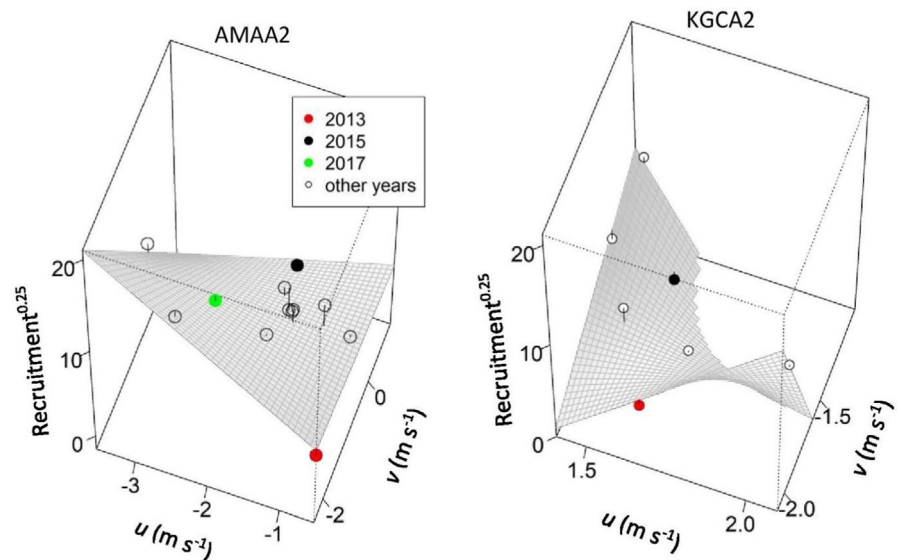 AMAA2
KGCA2
2013
2015
2017
other years
Recruitment^0.25
20
10
0
-3
-2
-1
u (m s⁻¹)
-2
0
v (m s⁻¹)
Recruitment^0.25
20
10
0
1.5
2.0
u (m s⁻¹)
-2.0
-1.5
v (m s⁻¹)